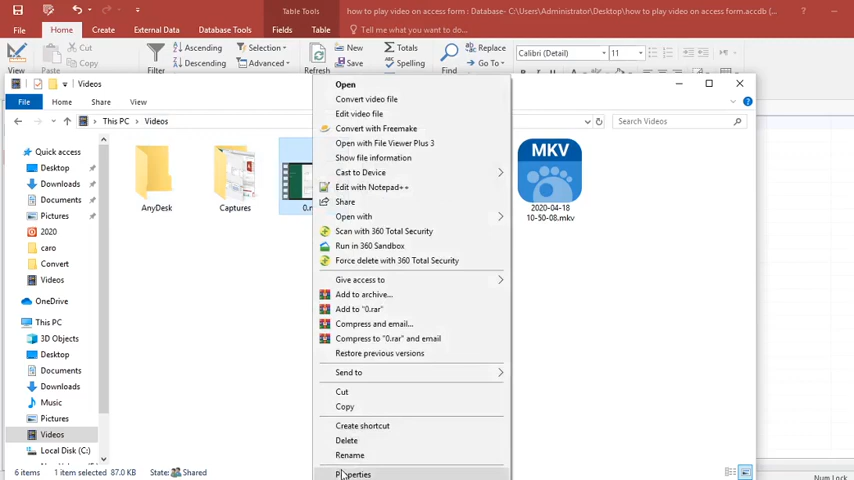 Table Tools
how to play video on access form : Database- C:\Users\Administrator\Desktop\how to play video on access form.accdb (...
File Home Create External Data Database Tools Fields Table Tell me what you want to do...
View
Cut
Copy
Filter
Ascending
Descending
Selection
Advanced
Refresh
New
Save
Totals
Spelling
Find
Replace
Go To
Calibri (Detail) 11
Videos
File Home Share View
This PC Videos
Search Videos
Quick access
Desktop
Downloads
Documents
Pictures
2020
caro
Convert
Videos
OneDrive
This PC
3D Objects
Desktop
Documents
Downloads
Music
Pictures
Videos
Local Disk (C:)
AnyDesk
Captures
MKV
2020-04-18
10-50-08.mkv
Open
Convert video file
Edit video file
Convert with Freemake
Open with File Viewer Plus 3
Show file information
Cast to Device
Edit with Notepad++
Share
Open with
Scan with 360 Total Security
Run in 360 Sandbox
Force delete with 360 Total Security
Give access to
Add to archive...
Add to "0.rar"
Compress and email...
Compress to "0.rar" and email
Restore previous versions
Send to
Cut
Copy
Create shortcut
Delete
Rename
Properties
6 items 1 item selected 87.0 KB State: Shared
Num Lock